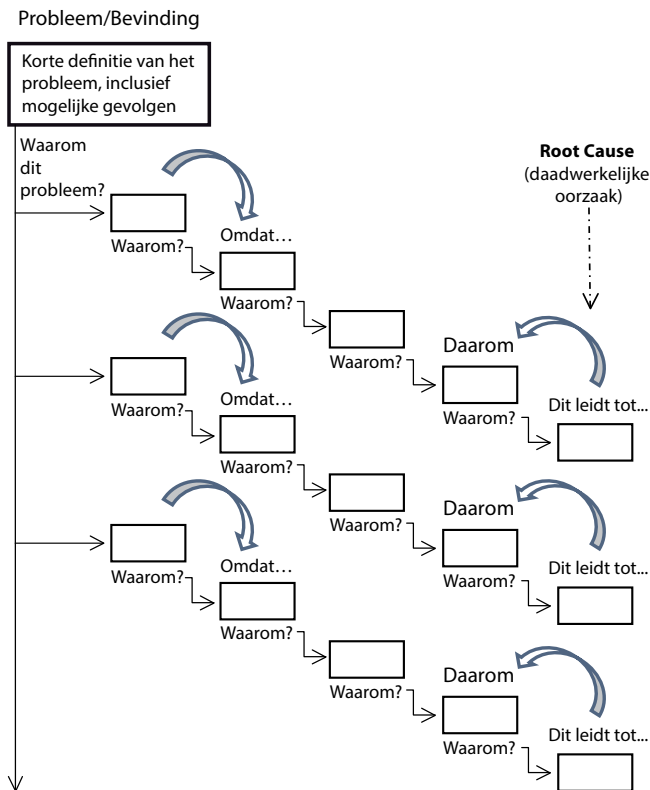 Probleem/Bevinding
Korte definitie van het
probleem, inclusief
mogelijke gevolgen
Waarom
dit
probleem?
Root Cause
(daadwerkelijke
oorzaak)
Omdat...
Waarom?
Waarom?
Daarom
Waarom?
Omdat...
Dit leidt tot...
Waarom?
Waarom?
Waarom?
Daarom
Waarom?
Omdat...
Dit leidt tot...
Waarom?
Waarom?
Waarom?
Daarom
Waarom?
Dit leidt tot...
Waarom?